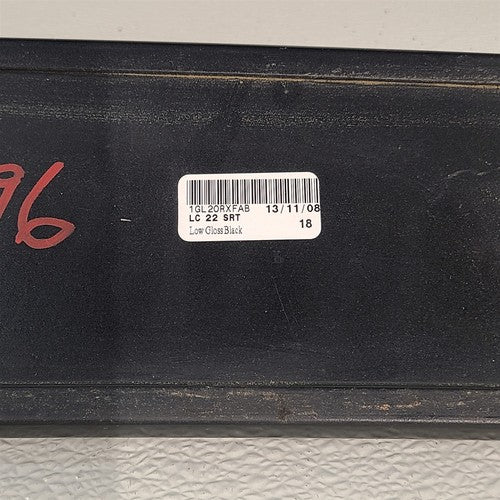 96
1GL20RXFAB 13/11/08
LC 22 SRT
Low Gloss Black 18